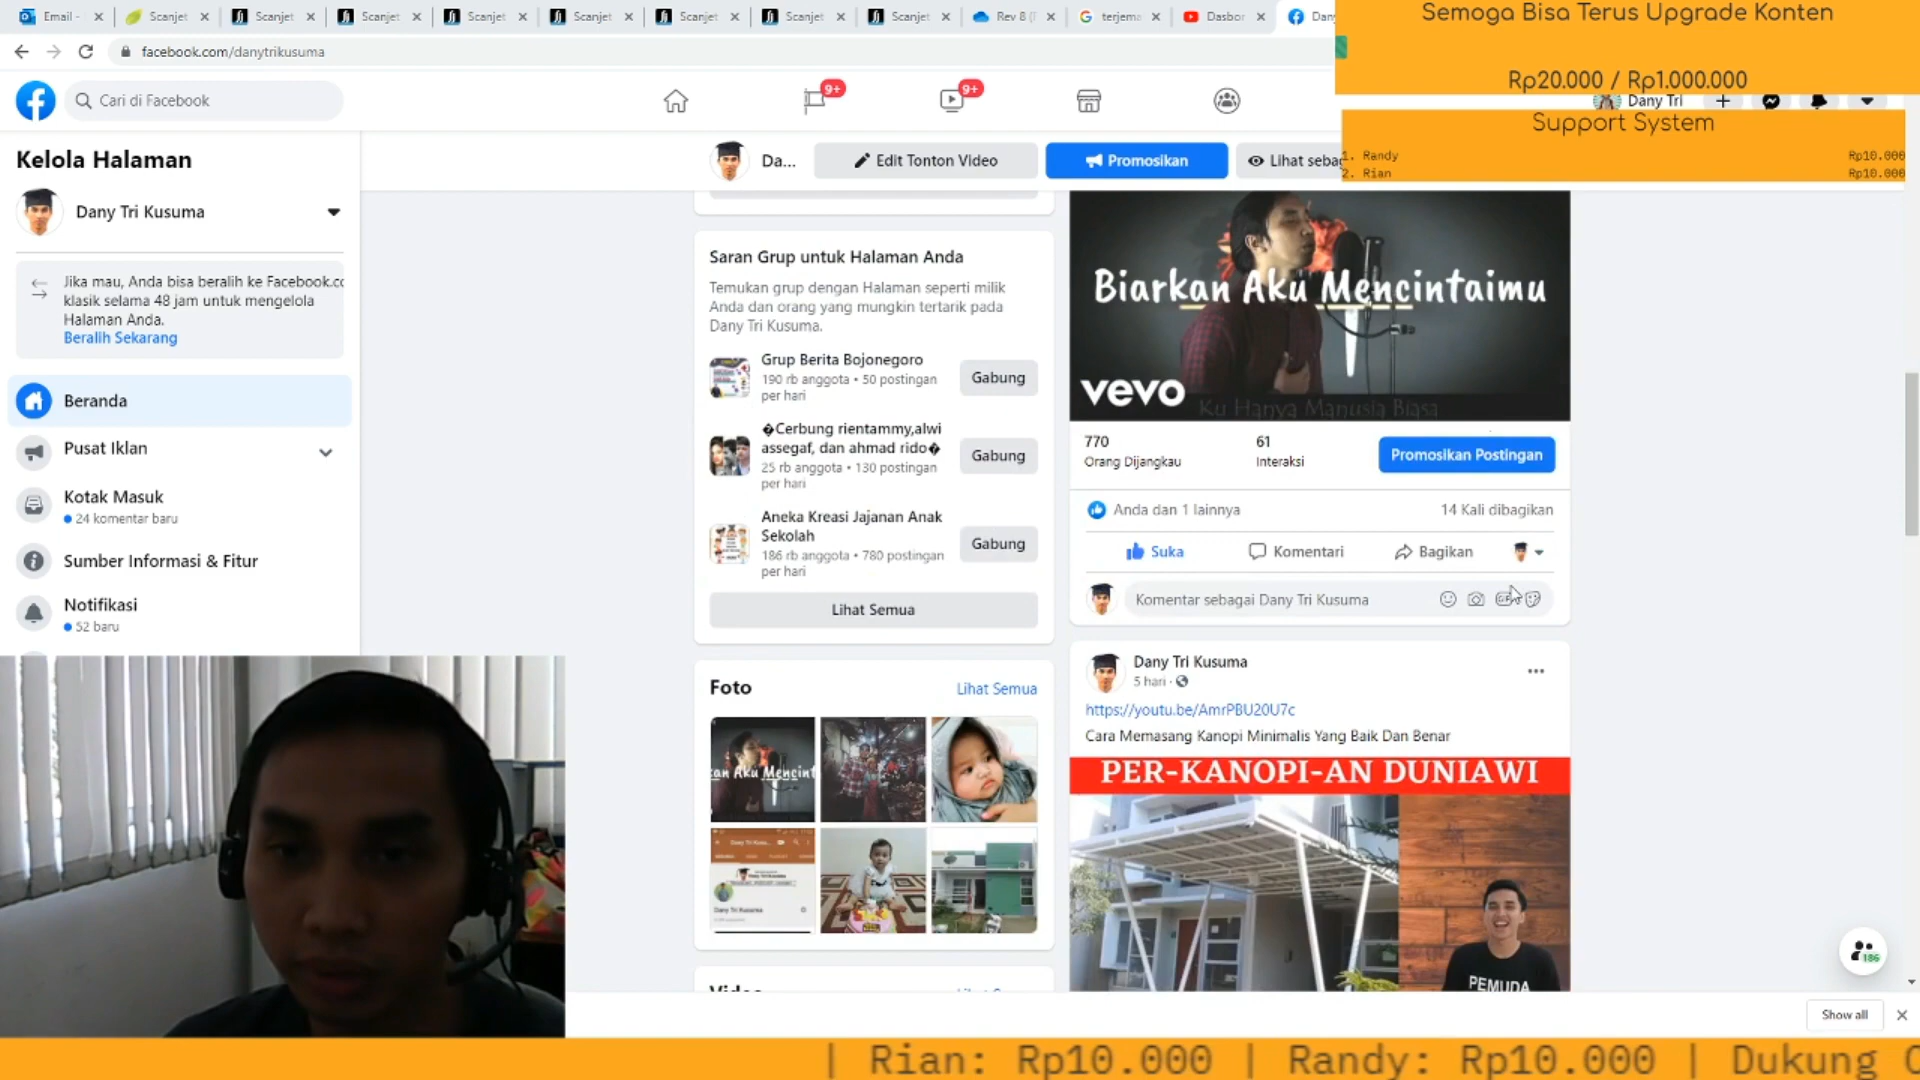 Email -
Scanjet
Scanjet
Scanjet
Scanjet
Scanjet
Scanjet
Scanjet
Scanjet
Rev 8 (
terjema
Dasbor
Dany
Semoga Bisa Terus Upgrade Konten
Rp20.000 / Rp1.000.000
facebook.com/danytrikusuma
Cari di Facebook
9+
9+
Dany Tri
Support System
1. Randy Rp10.000
2. Rian Rp10.000
Kelola Halaman
Dany Tri Kusuma
Jika mau, Anda bisa beralih ke Facebook.co
klasik selama 48 jam untuk mengelola
Halaman Anda.
Beralih Sekarang
Beranda
Pusat Iklan
Kotak Masuk
24 komentar baru
Sumber Informasi & Fitur
Notifikasi
52 baru
Da...
Edit Tonton Video
Promosikan
Lihat seba
Saran Grup untuk Halaman Anda
Temukan grup dengan Halaman seperti milik
Anda dan orang yang mungkin tertarik pada
Dany Tri Kusuma.
Grup Berita Bojonegoro
190 rb anggota • 50 postingan
per hari
Gabung
�Cerbung rientammy,alwi
assegaf, dan ahmad rido�
25 rb anggota • 130 postingan
per hari
Gabung
Aneka Kreasi Jajanan Anak
Sekolah
186 rb anggota • 780 postingan
per hari
Gabung
Lihat Semua
Foto
Lihat Semua
an Aku Mencint
Dany Tri Kusuma
Video
Biarkan Aku Mencintaimu
vevo
Ku Hanya Manusia Biasa
770
Orang Dijangkau
61
Interaksi
Promosikan Postingan
Anda dan 1 lainnya
14 Kali dibagikan
Suka
Komentari
Bagikan
Komentar sebagai Dany Tri Kusuma
Dany Tri Kusuma
5 hari ·
https://youtu.be/AmrPBU20U7c
Cara Memasang Kanopi Minimalis Yang Baik Dan Benar
PER-KANOPI-AN DUNIAWI
PEMUDA
186
Show all
| Rian: Rp10.000 | Randy: Rp10.000 | Dukung